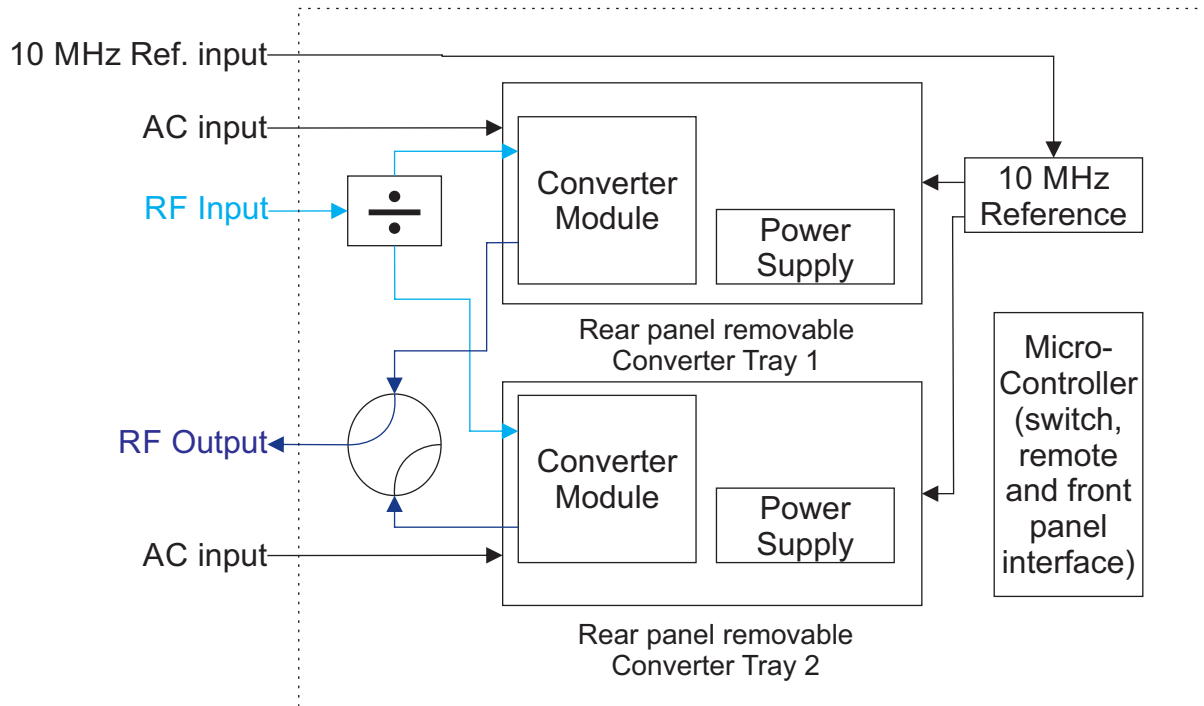 10 MHz Ref. input
AC input
RF Input
÷
Converter
Module
Power
Supply
10 MHz
Reference
Rear panel removable
Converter Tray 1
RF Output
AC input
Converter
Module
Power
Supply
Rear panel removable
Converter Tray 2
Micro-
Controller
(switch,
remote
and front
panel
interface)